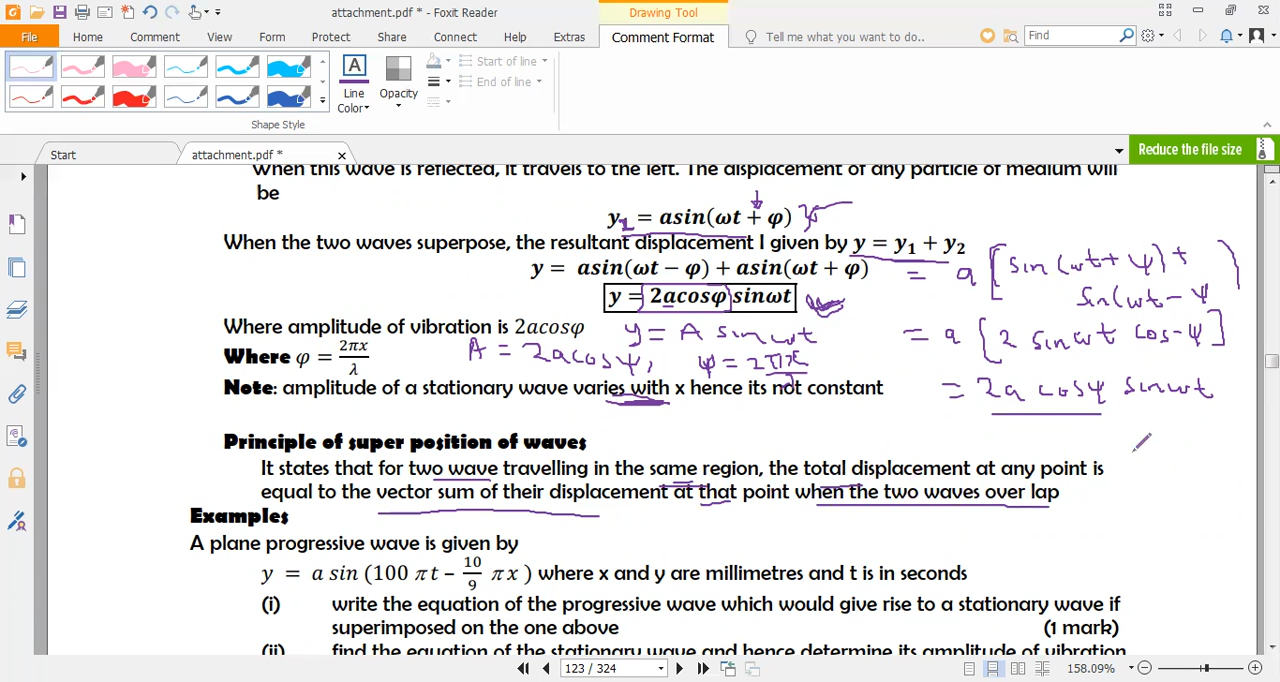 attachment.pdf * - Foxit Reader
Drawing Tool
File Home Comment View Form Protect Share Connect Help Extras Comment Format Tell me what you want to do.. Find
A
Line Color Opacity
Start of line
End of line
Shape Style
Start attachment.pdf * Reduce the file size
When this wave is reflected, it travels to the left. The displacement of any particle of medium will
be
y₂ = asin(ωt + φ)
When the two waves superpose, the resultant displacement I given by y = y₁ + y₂
y = asin(ωt − φ) + asin(ωt + φ)
= a [ sin(ωt + ψ) +
sin(ωt − ψ
y = 2acosφ sinωt
Where amplitude of vibration is 2acosφ
y = A sinωt
= a [ 2 sinωt cos-ψ ]
Where φ = 2πx/λ
A = 2acosψ, ψ = 2πx/λ
Note: amplitude of a stationary wave varies with x hence its not constant
= 2a cosψ sinωt
Principle of super position of waves
It states that for two wave travelling in the same region, the total displacement at any point is
equal to the vector sum of their displacement at that point when the two waves over lap
Examples
A plane progressive wave is given by
y = a sin (100 πt − 10/9 πx ) where x and y are millimetres and t is in seconds
(i) write the equation of the progressive wave which would give rise to a stationary wave if
superimposed on the one above (1 mark)
(ii) find the equation of the stationary wave and hence determine its amplitude of vibration
123 / 324 158.09%